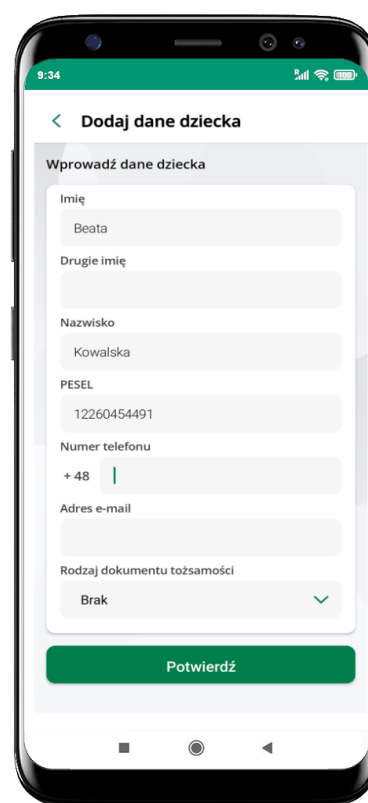 9:34
R
100
Dodaj dane dziecka
Wprowadź dane dziecka
Imię
Beata
Drugie imię
Nazwisko
Kowalska
PESEL
12260454491
Numer telefonu
+ 48
Adres e-mail
Rodzaj dokumentu tożsamości
Brak
Potwierdź